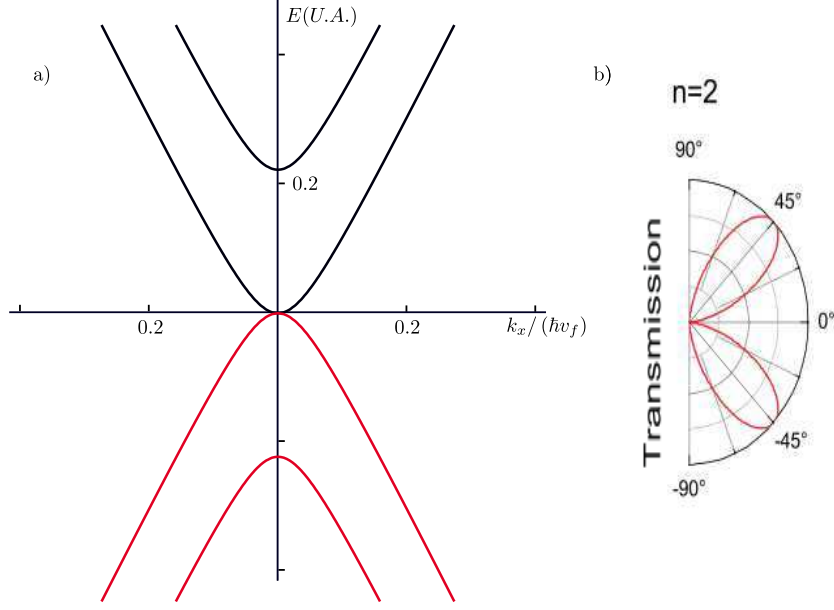 E(U.A.)
a)
0.2
0.2
0.2
k_x/ (ħv_f)
b)
n=2
90°
45°
0°
-45°
-90°
Transmission